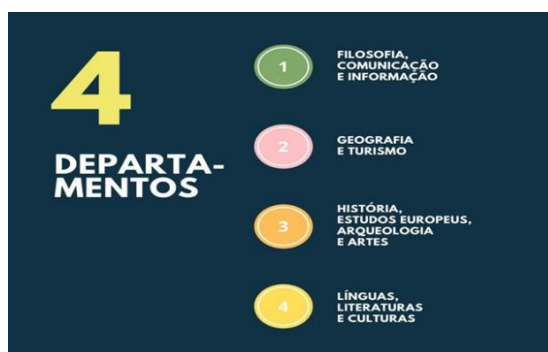 4
DEPARTA-
MENTOS
1
FILOSOFIA,
COMUNICAÇÃO
E INFORMAÇÃO
2
GEOGRAFIA
E TURISMO
3
HISTÓRIA,
ESTUDOS EUROPEUS,
ARQUEOLOGIA
E ARTES
4
LÍNGUAS,
LITERATURAS
E CULTURAS